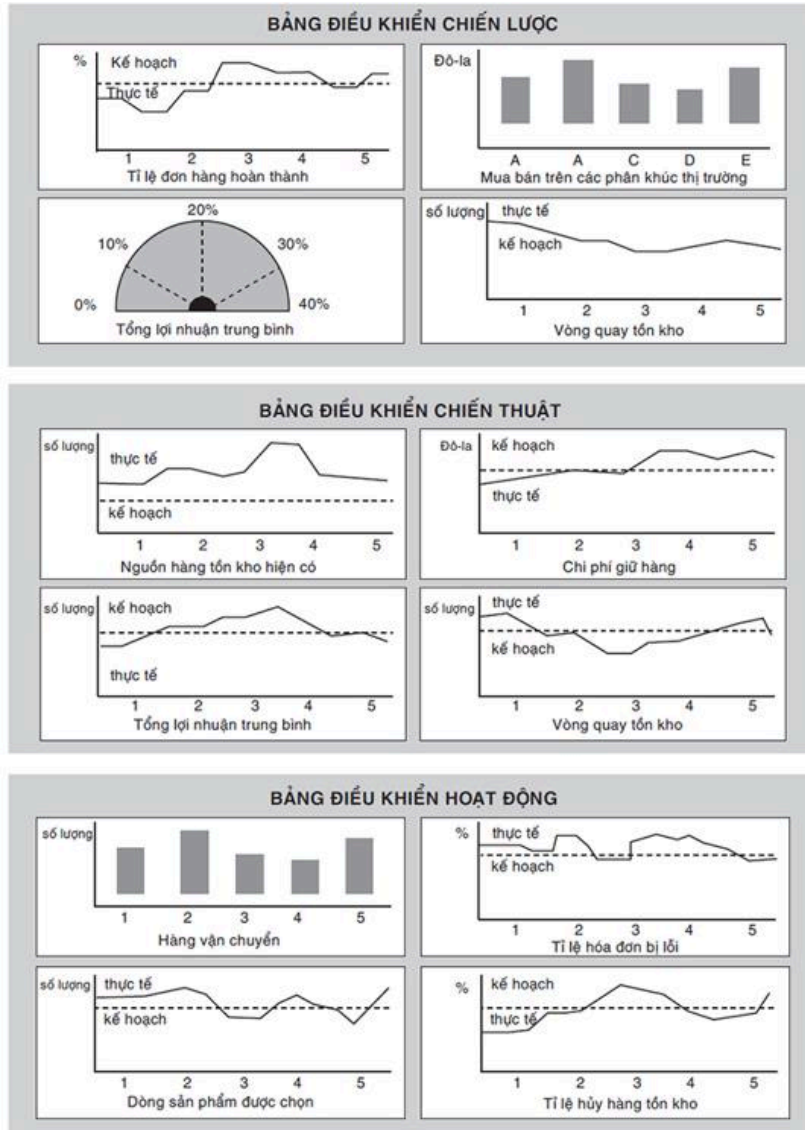 BẢNG ĐIỀU KHIỂN CHIẾN LƯỢC
%
Kế hoạch
Thực tế
1 2 3 4 5
Tỉ lệ đơn hàng hoàn thành
Đô-la
A A C D E
Mua bán trên các phân khúc thị trường
0%
10%
20%
30%
40%
Tổng lợi nhuận trung bình
số lượng
thực tế
kế hoạch
1 2 3 4 5
Vòng quay tồn kho
BẢNG ĐIỀU KHIỂN CHIẾN THUẬT
số lượng
thực tế
kế hoạch
1 2 3 4 5
Nguồn hàng tồn kho hiện có
Đô-la
kế hoạch
thực tế
1 2 3 4 5
Chi phí giữ hàng
số lượng
kế hoạch
thực tế
1 2 3 4 5
Tổng lợi nhuận trung bình
số lượng
thực tế
kế hoạch
1 2 3 4 5
Vòng quay tồn kho
BẢNG ĐIỀU KHIỂN HOẠT ĐỘNG
số lượng
1 2 3 4 5
Hàng vận chuyển
%
thực tế
kế hoạch
1 2 3 4 5
Tỉ lệ hóa đơn bị lỗi
số lượng
thực tế
kế hoạch
1 2 3 4 5
Dòng sản phẩm được chọn
%
kế hoạch
thực tế
1 2 3 4 5
Tỉ lệ hủy hàng tồn kho